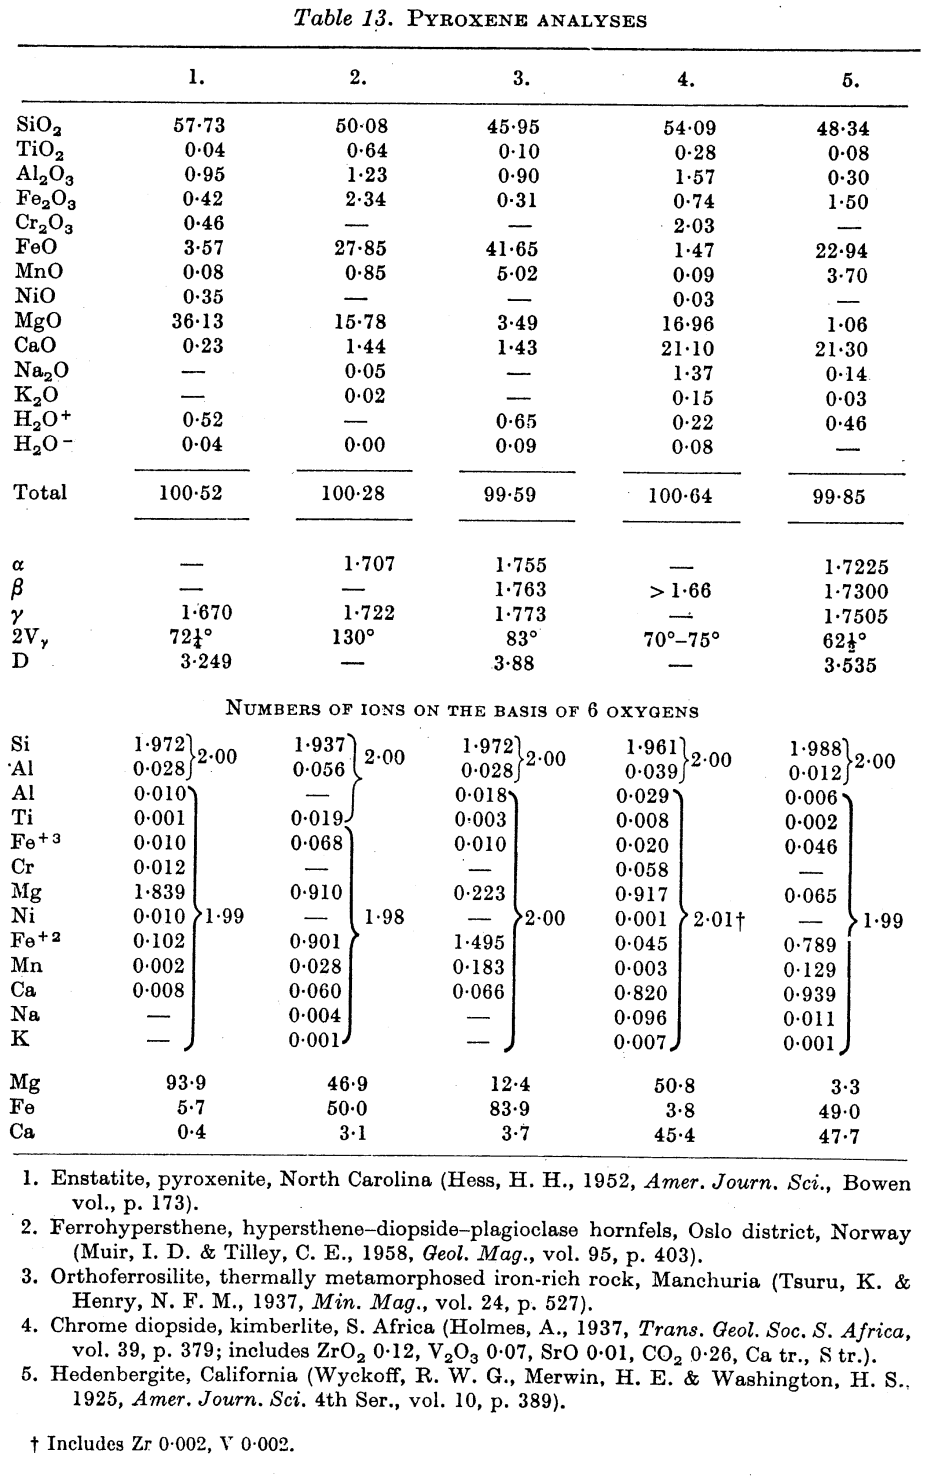 Table 13. PYROXENE ANALYSES
1. 2. 3. 4. 5.
SiO₂ 57·73 50·08 45·95 54·09 48·34
TiO₂ 0·04 0·64 0·10 0·28 0·08
Al₂O₃ 0·95 1·23 0·90 1·57 0·30
Fe₂O₃ 0·42 2·34 0·31 0·74 1·50
Cr₂O₃ 0·46 — — 2·03 —
FeO 3·57 27·85 41·65 1·47 22·94
MnO 0·08 0·85 5·02 0·09 3·70
NiO 0·35 — — 0·03 —
MgO 36·13 15·78 3·49 16·96 1·06
CaO 0·23 1·44 1·43 21·10 21·30
Na₂O — 0·05 — 1·37 0·14
K₂O — 0·02 — 0·15 0·03
H₂O⁺ 0·52 — 0·65 0·22 0·46
H₂O⁻ 0·04 0·00 0·09 0·08 —
Total 100·52 100·28 99·59 100·64 99·85
α — 1·707 1·755 — 1·7225
β — — 1·763 > 1·66 1·7300
γ 1·670 1·722 1·773 — 1·7505
2Vᵧ 72¼° 130° 83° 70°–75° 62½°
D 3·249 — 3·88 — 3·535
NUMBERS OF IONS ON THE BASIS OF 6 OXYGENS
Si 1·972 1·937 1·972 1·961 1·988
Al 0·028 2·00 0·056 2·00 0·028 2·00 0·039 2·00 0·012 2·00
Al 0·010 — 0·018 0·029 0·006
Ti 0·001 0·019 0·003 0·008 0·002
Fe⁺³ 0·010 0·068 0·010 0·020 0·046
Cr 0·012 — — 0·058 —
Mg 1·839 0·910 0·223 0·917 0·065
Ni 0·010 1·99 — 1·98 — 2·00 0·001 2·01† — 1·99
Fe⁺² 0·102 0·901 1·495 0·045 0·789
Mn 0·002 0·028 0·183 0·003 0·129
Ca 0·008 0·060 0·066 0·820 0·939
Na — 0·004 — 0·096 0·011
K — 0·001 — 0·007 0·001
Mg 93·9 46·9 12·4 50·8 3·3
Fe 5·7 50·0 83·9 3·8 49·0
Ca 0·4 3·1 3·7 45·4 47·7
1. Enstatite, pyroxenite, North Carolina (Hess, H. H., 1952, Amer. Journ. Sci., Bowen
vol., p. 173).
2. Ferrohypersthene, hypersthene–diopside–plagioclase hornfels, Oslo district, Norway
(Muir, I. D. & Tilley, C. E., 1958, Geol. Mag., vol. 95, p. 403).
3. Orthoferrosilite, thermally metamorphosed iron-rich rock, Manchuria (Tsuru, K. &
Henry, N. F. M., 1937, Min. Mag., vol. 24, p. 527).
4. Chrome diopside, kimberlite, S. Africa (Holmes, A., 1937, Trans. Geol. Soc. S. Africa,
vol. 39, p. 379; includes ZrO₂ 0·12, V₂O₃ 0·07, SrO 0·01, CO₂ 0·26, Ca tr., S tr.).
5. Hedenbergite, California (Wyckoff, R. W. G., Merwin, H. E. & Washington, H. S.,
1925, Amer. Journ. Sci. 4th Ser., vol. 10, p. 389).
† Includes Zr 0·002, V 0·002.